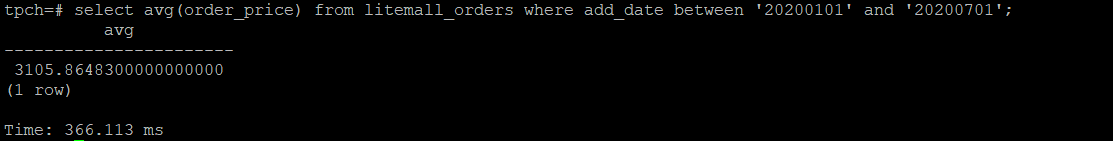 tpch=# select avg(order_price) from litemall_orders where add_date between '20200101' and '20200701';
avg
-----------------------
3105.8648300000000000
(1 row)
Time: 366.113 ms